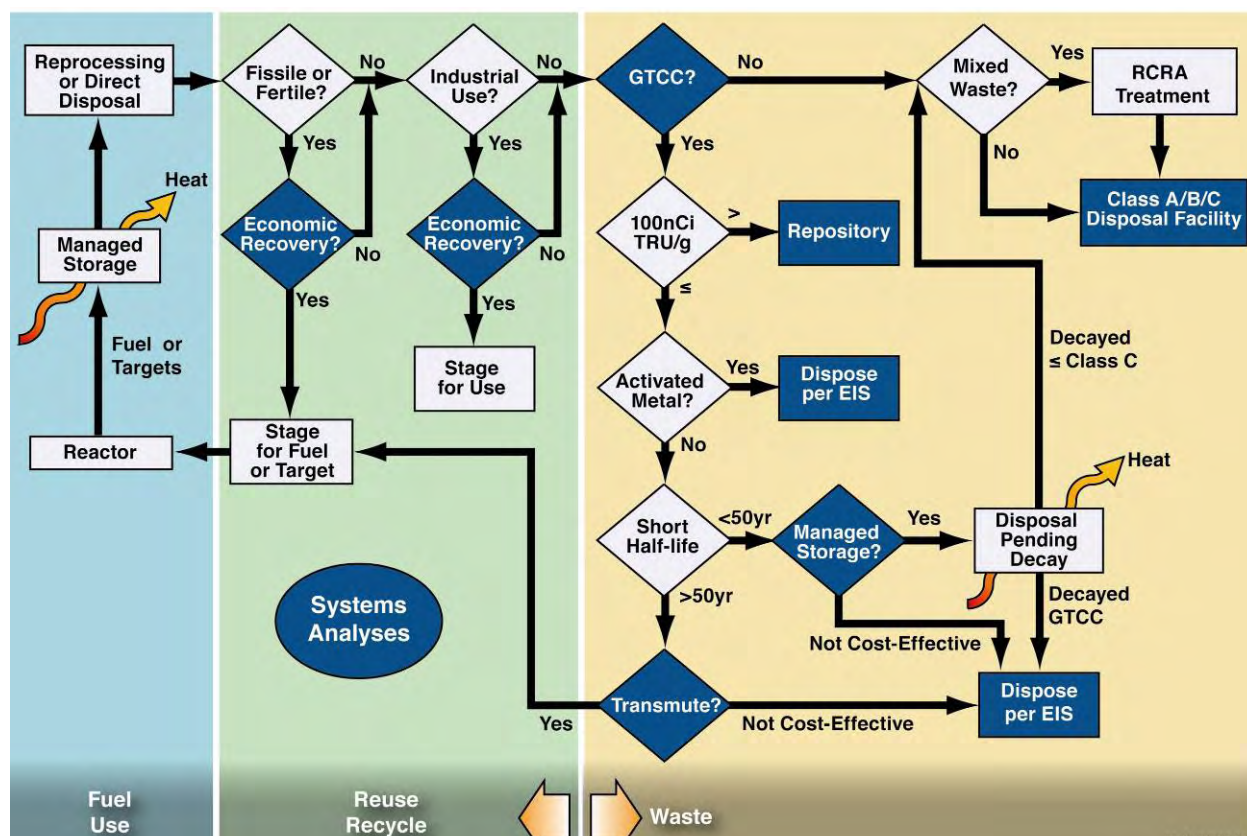 Reprocessing
or Direct
Disposal
Fissile or
Fertile?
No
Industrial
Use?
No
GTCC?
No
Mixed
Waste?
Yes
RCRA
Treatment
Yes
Yes
Yes
No
Heat
Managed
Storage
Economic
Recovery?
No
Economic
Recovery?
No
100nCi
TRU/g
>
Repository
Class A/B/C
Disposal Facility
Yes
Yes
≤
Fuel or
Targets
Stage
for Use
Activated
Metal?
Yes
Dispose
per EIS
Decayed
≤ Class C
Reactor
Stage
for Fuel
or Target
No
Heat
Short
Half-life
<50yr
Managed
Storage?
Yes
Disposal
Pending
Decay
>50yr
Decayed
GTCC
Systems
Analyses
Not Cost-Effective
Transmute?
Yes
Not Cost-Effective
Dispose
per EIS
Fuel
Use
Reuse
Recycle
Waste